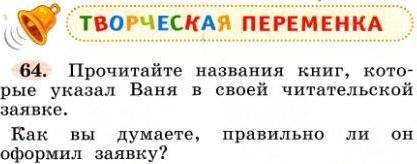 ТВОРЧЕСКАЯ ПЕРЕМЕНКА
64. Прочитайте названия книг, кото-
рые указал Ваня в своей читательской
заявке.
Как вы думаете, правильно ли он
оформил заявку?